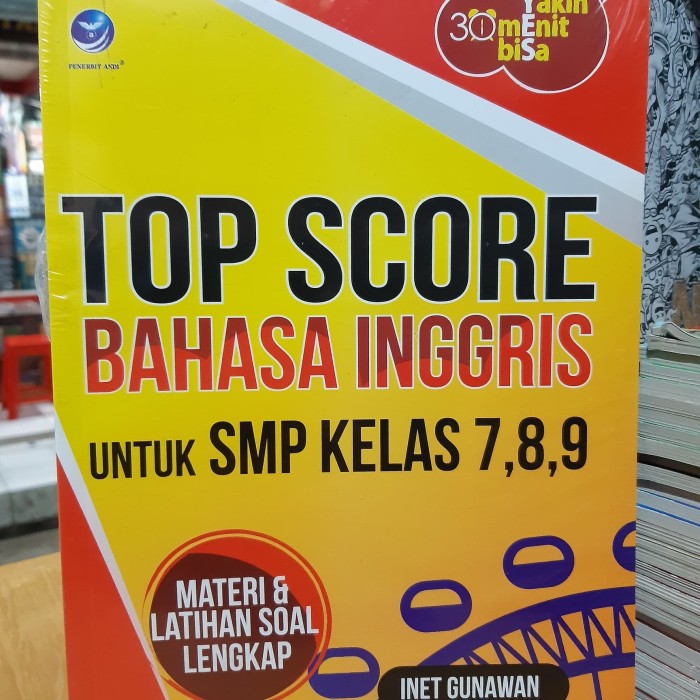 PENERBIT ANDI®
Yakin
30 menit
bisa
YES
TOP SCORE
BAHASA INGGRIS
UNTUK SMP KELAS 7,8,9
MATERI &
LATIHAN SOAL
LENGKAP
INET GUNAWAN